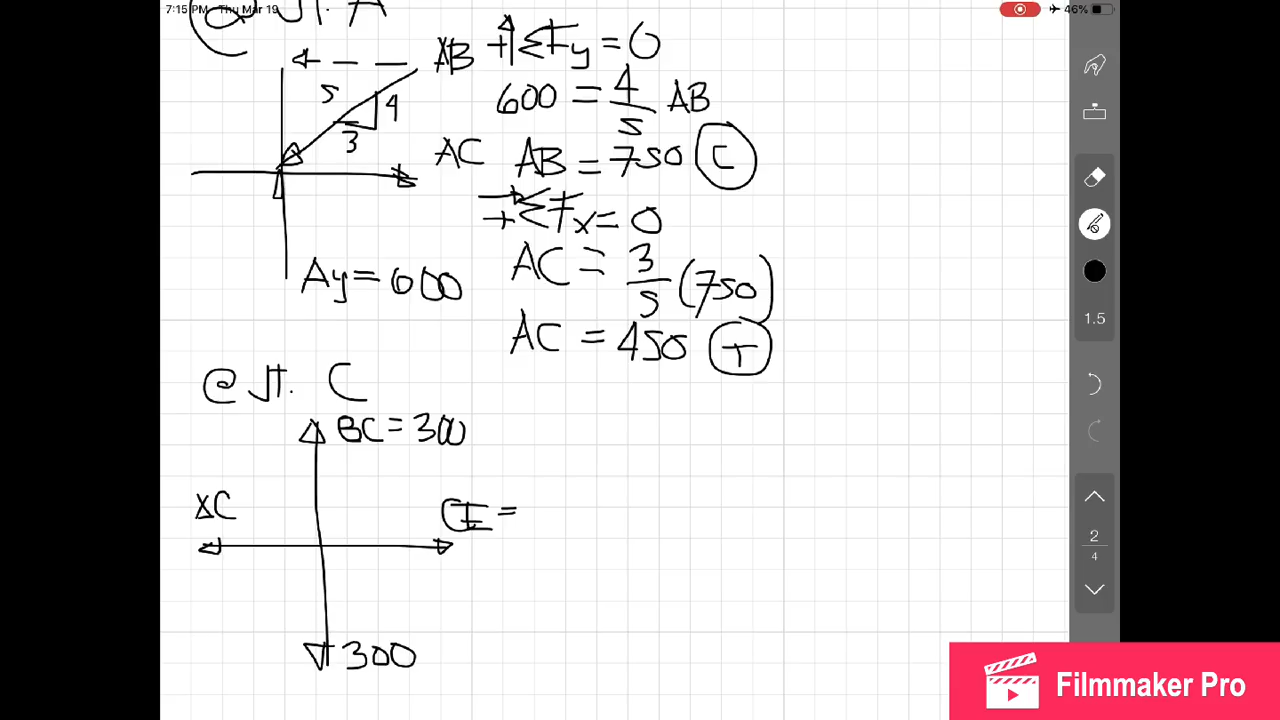 7:15 PM Thu Mar 19
46%
@ Jt. A
AB
5
4
3
AC
Ay = 600
+ ΣFy = 0
600 = 4/5 AB
AB = 750 C
+ ΣFx = 0
AC = 3/5 (750)
AC = 450 T
@ Jt. C
BC = 300
AC
CE =
300
1.5
2
4
Filmmaker Pro